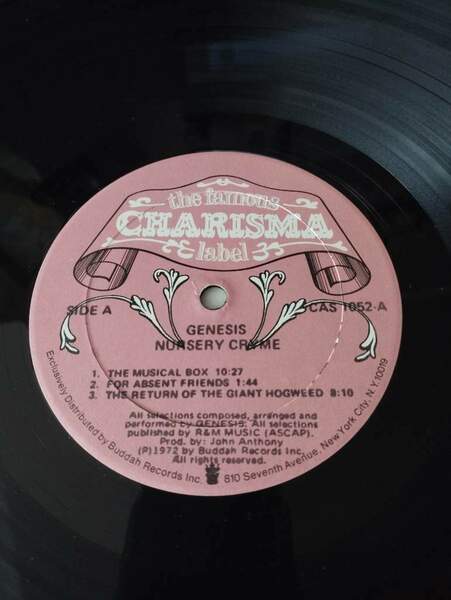 the famous
CHARISMA
label
SIDE A
CAS 1052-A
GENESIS
NURSERY CRYME
1. THE MUSICAL BOX 10:27
2. FOR ABSENT FRIENDS 1:44
3. THE RETURN OF THE GIANT HOGWEED 8:10
All selections composed, arranged and
performed by GENESIS. All selections
published by R&M MUSIC (ASCAP).
Prod. by: John Anthony
(P)1972 by Buddah Records Inc.
All rights reserved.
Exclusively Distributed by Buddah Records Inc. 810 Seventh Avenue, New York City, N.Y. 10019